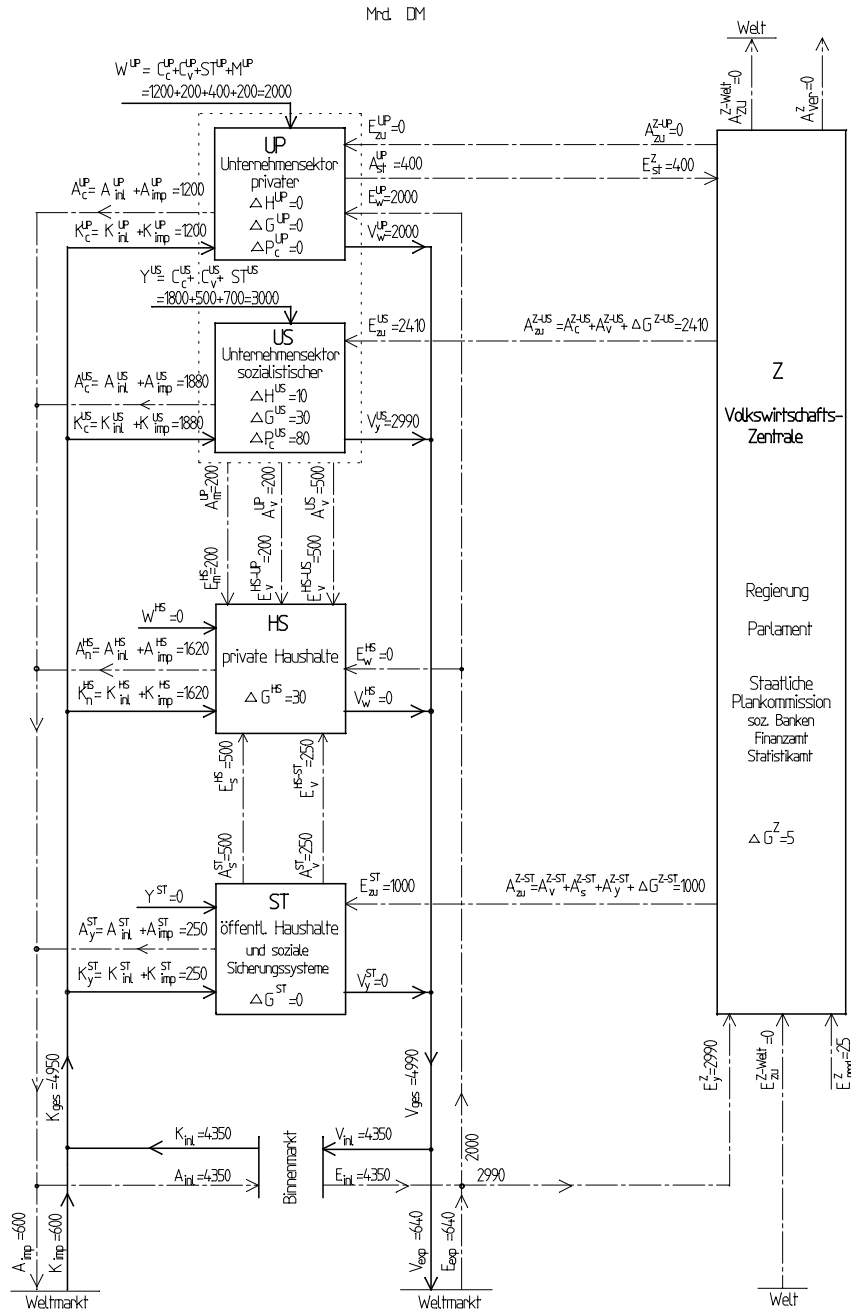 Mrd. DM
Welt
W^UP = C_c^UP+C_v^UP+ST^UP+M^UP
=1200+200+400+200=2000
A_zu^Z-Welt=0
A_ver^Z=0
UP
Unternehmensektor
privater
△H^UP=0
△G^UP=0
△P_c^UP=0
E_zu^UP=0
A_zu^Z-UP=0
A_st^UP=400
E_st^Z=400
E_w^UP=2000
V_w^UP=2000
A_c^UP= A_inl^UP +A_imp^UP=1200
K_c^UP= K_inl^UP +K_imp^UP=1200
Y^US= C_c^US+ C_v^US+ ST^US
=1800+500+700=3000
US
Unternehmensektor
sozialistischer
△H^US=10
△G^US=30
△P_c^US=80
E_zu^US=2410
A_zu^Z-US=A_c^Z-US+A_v^Z-US+△G^Z-US=2410
A_c^US= A_inl^US +A_imp^US=1880
K_c^US= K_inl^US +K_imp^US=1880
V_y^US=2990
Z
Volkswirtschafts-
Zentrale
Regierung
Parlament
Staatliche
Plankommission
soz. Banken
Finanzamt
Statistikamt
△G^Z=5
A_m^UP=200
A_v^UP=200
A_v^US=500
E_m^HS=200
E_v^HS-UP=200
E_v^HS-US=500
W^HS=0
HS
private Haushalte
△G^HS=30
A_n^HS= A_inl^HS +A_imp^HS=1620
K_n^HS= K_inl^HS +K_imp^HS=1620
E_w^HS=0
V_w^HS=0
E_s^HS=500
E_v^HS-ST=250
A_s^ST=500
A_v^ST=250
Y^ST=0
ST
öffentl. Haushalte
und soziale
Sicherungssysteme
△G^ST=0
E_zu^ST=1000
A_zu^Z-ST=A_v^Z-ST+A_s^Z-ST+A_y^Z-ST+△G^Z-ST=1000
A_y^ST= A_inl^ST +A_imp^ST=250
K_y^ST= K_inl^ST +K_imp^ST=250
V_y^ST=0
K_ges=4950
V_ges=4990
E_y^Z=2990
E_zu^Z-Welt=0
K_inl=4350
V_inl=4350
A_inl=4350
E_inl=4350
Binnenmarkt
2000
2990
A_imp=600
K_imp=600
V_exp=640
E_exp=640
Weltmarkt
Weltmarkt
Welt